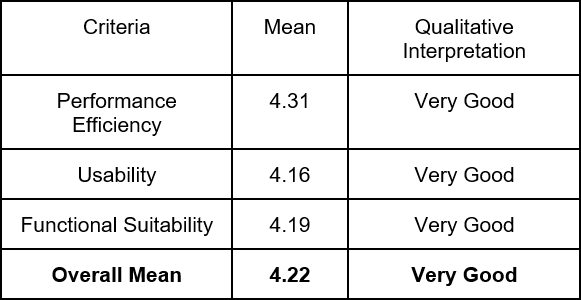 Criteria Mean Qualitative
Interpretation
Performance
Efficiency 4.31 Very Good
Usability 4.16 Very Good
Functional Suitability 4.19 Very Good
Overall Mean 4.22 Very Good